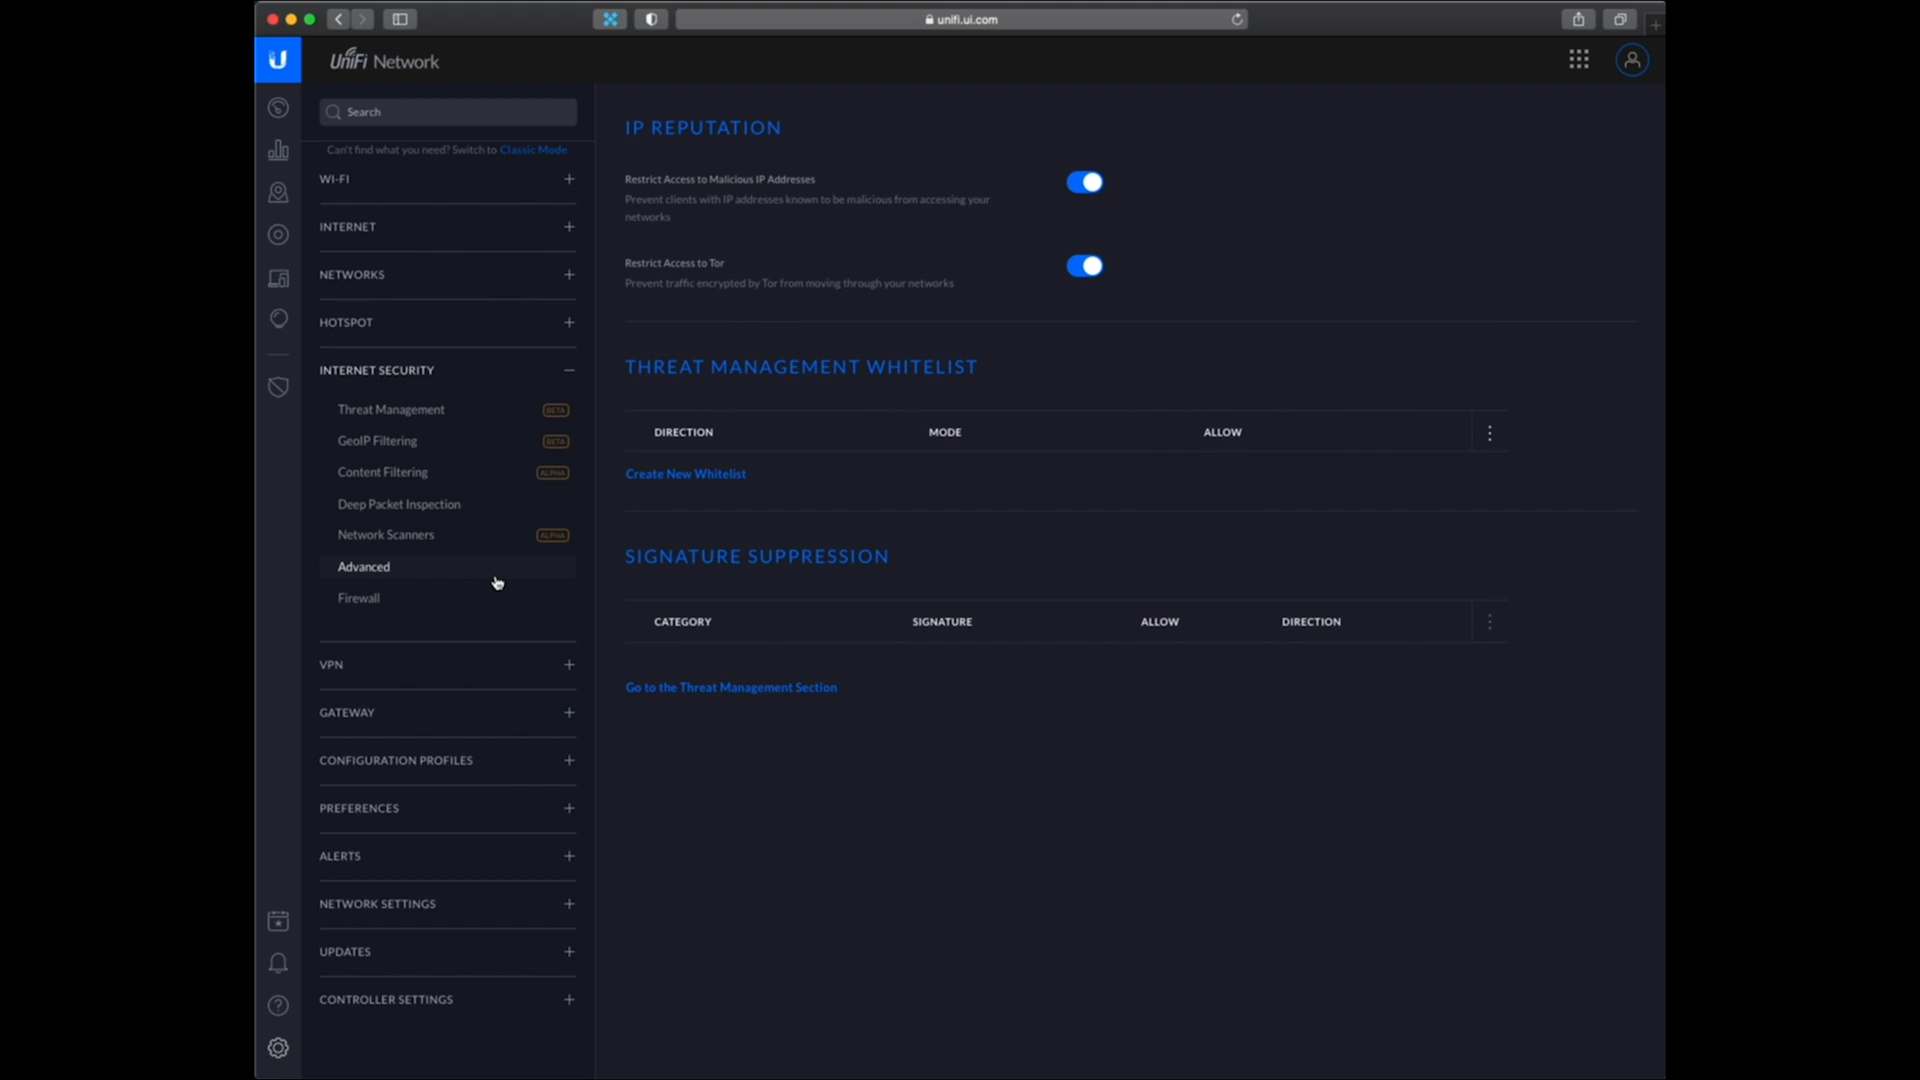 unifi.ui.com
UniFi Network
Search
Can't find what you need? Switch to Classic Mode
WI-FI
INTERNET
NETWORKS
HOTSPOT
INTERNET SECURITY
Threat Management BETA
GeoIP Filtering BETA
Content Filtering ALPHA
Deep Packet Inspection
Network Scanners ALPHA
Advanced
Firewall
VPN
GATEWAY
CONFIGURATION PROFILES
PREFERENCES
ALERTS
NETWORK SETTINGS
UPDATES
CONTROLLER SETTINGS
IP REPUTATION
Restrict Access to Malicious IP Addresses
Prevent clients with IP addresses known to be malicious from accessing your
networks
Restrict Access to Tor
Prevent traffic encrypted by Tor from moving through your networks
THREAT MANAGEMENT WHITELIST
DIRECTION MODE ALLOW
Create New Whitelist
SIGNATURE SUPPRESSION
CATEGORY SIGNATURE ALLOW DIRECTION
Go to the Threat Management Section